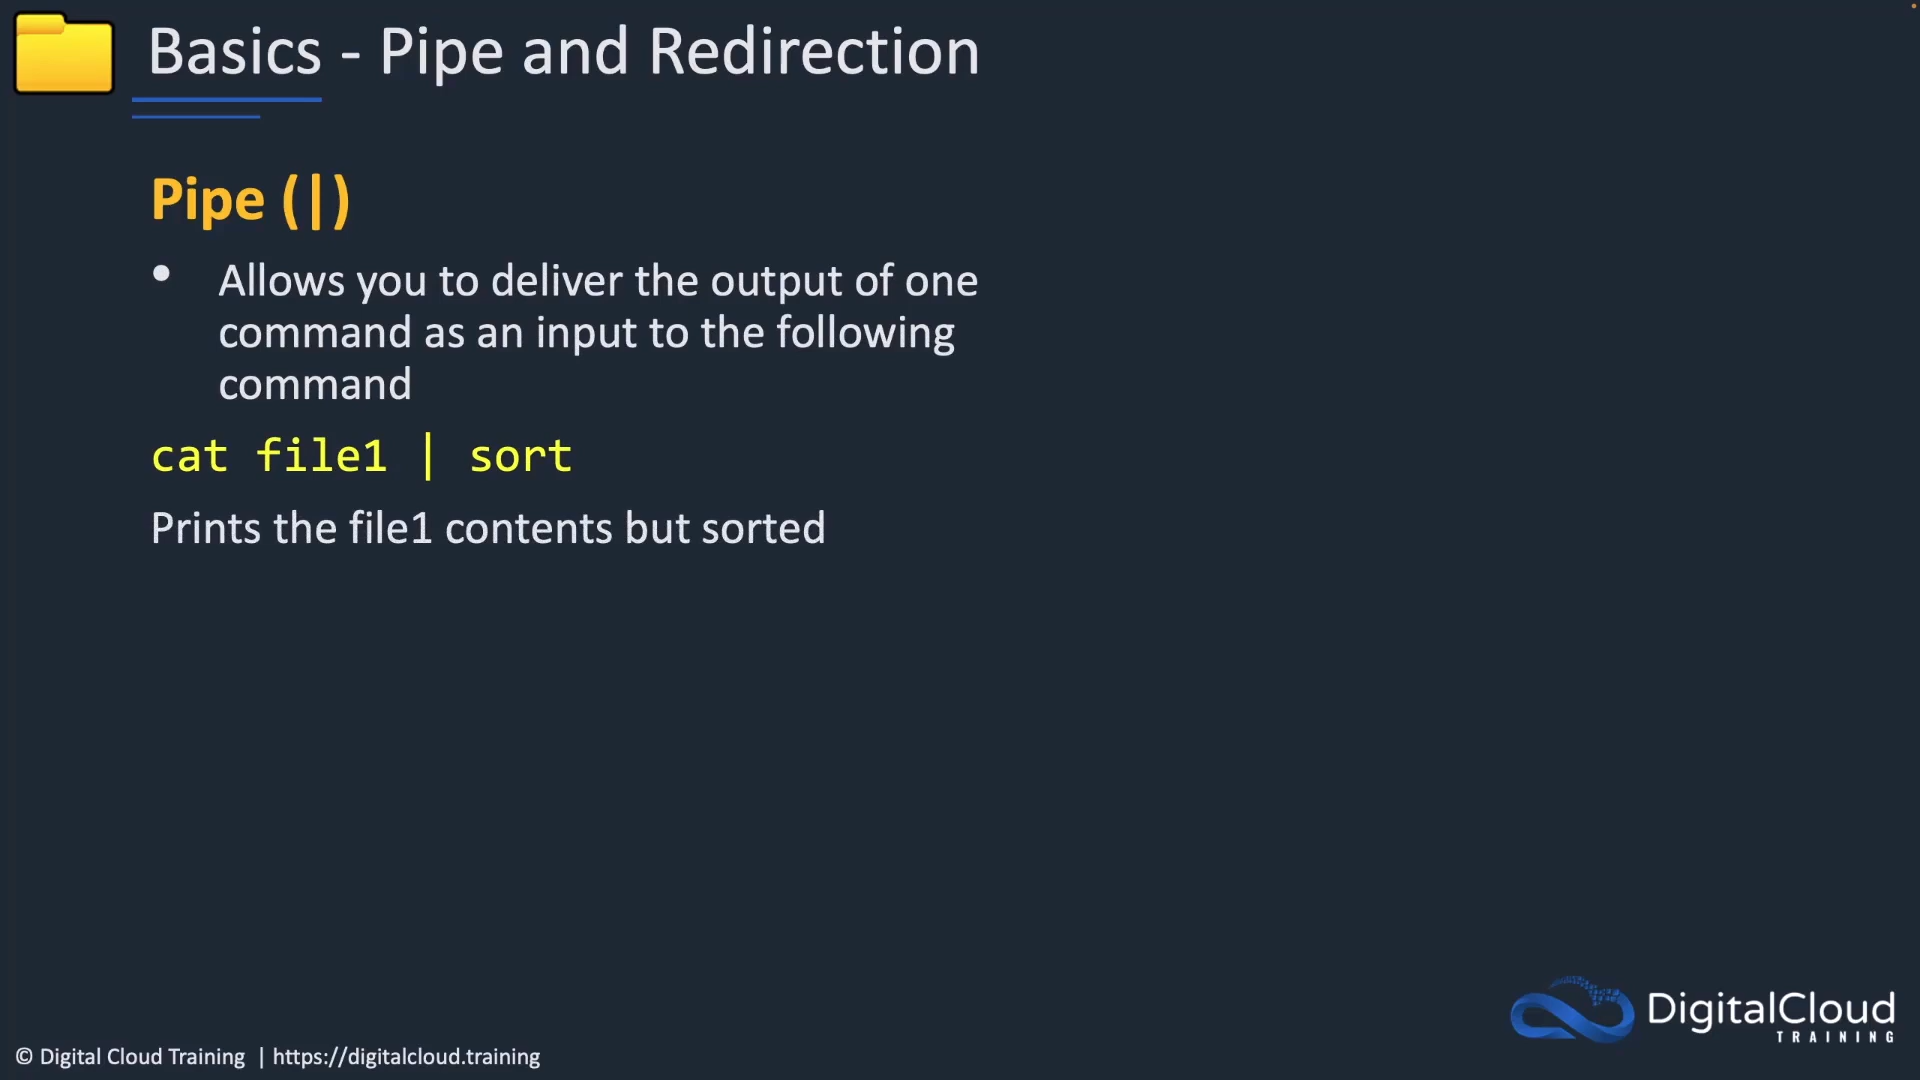 Basics - Pipe and Redirection
Pipe (|)
• Allows you to deliver the output of one
command as an input to the following
command
cat file1 | sort
Prints the file1 contents but sorted
DigitalCloud
TRAINING
© Digital Cloud Training | https://digitalcloud.training